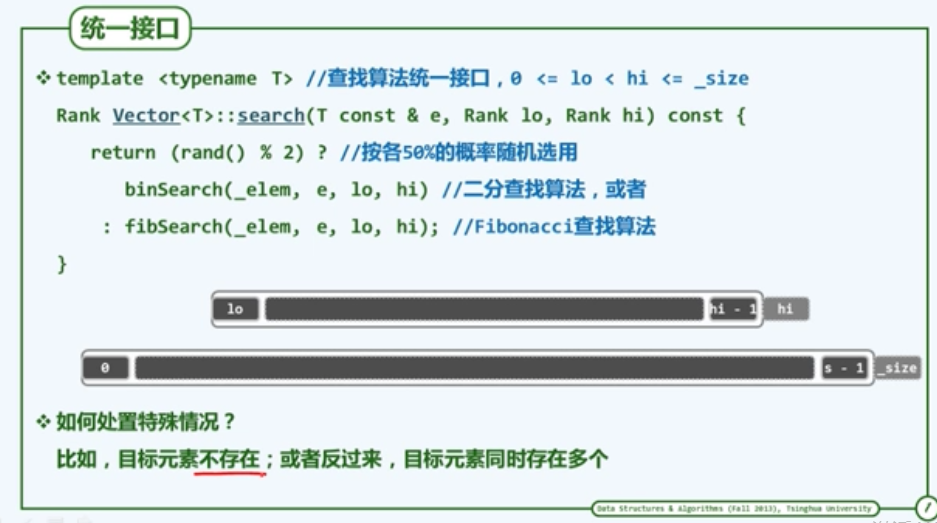 统一接口
❖ template <typename T> //查找算法统一接口，0 <= lo < hi <= _size
Rank Vector<T>::search(T const & e, Rank lo, Rank hi) const {
return (rand() % 2) ? //按各50%的概率随机选用
binSearch(_elem, e, lo, hi) //二分查找算法，或者
: fibSearch(_elem, e, lo, hi); //Fibonacci查找算法
}
lo hi - 1 hi
0 s - 1 _size
❖ 如何处置特殊情况？
比如，目标元素不存在；或者反过来，目标元素同时存在多个
Data Structures & Algorithms (Fall 2013), Tsinghua University